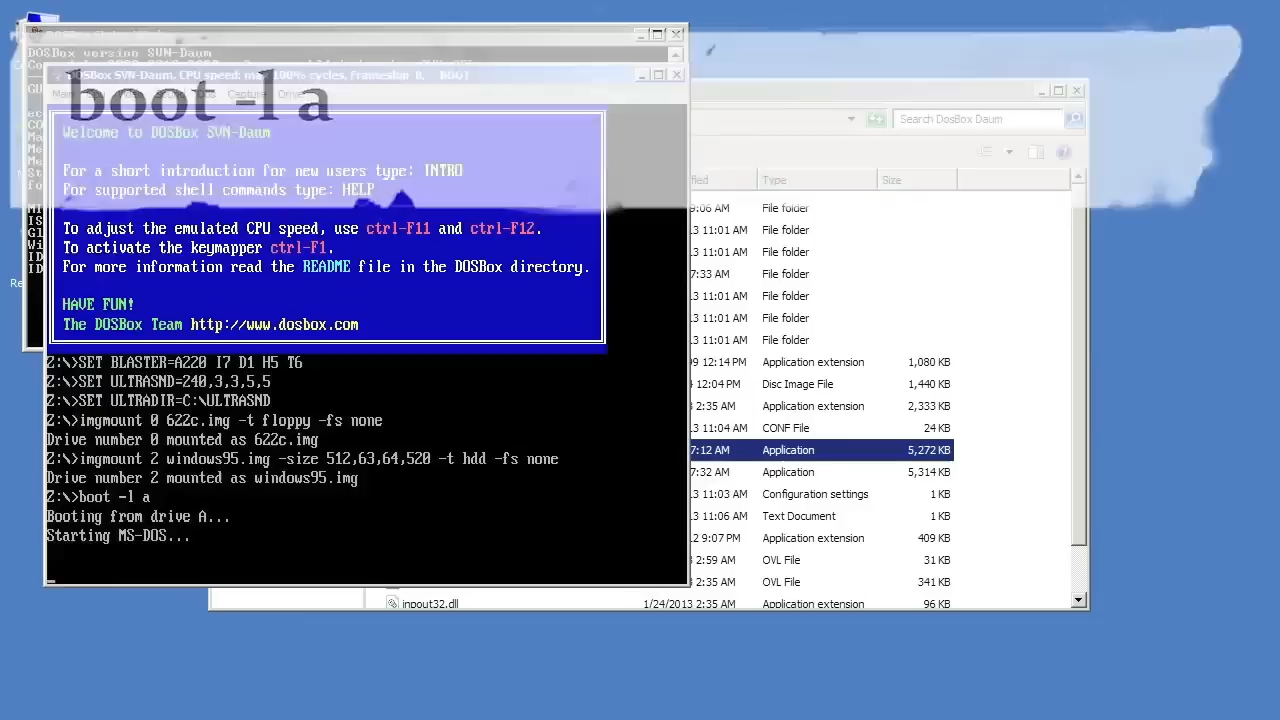 DOSBox version SVN-Daum
DOSBox SVN-Daum, CPU speed: max 100% cycles, Frameskip 0, BOOT
Main
Capture
Drive
boot -l a
Welcome to DOSBox SVN-Daum
For a short introduction for new users type: INTRO
For supported shell commands type: HELP
To adjust the emulated CPU speed, use ctrl-F11 and ctrl-F12.
To activate the keymapper ctrl-F1.
For more information read the README file in the DOSBox directory.
HAVE FUN!
The DOSBox Team http://www.dosbox.com
Z:\>SET BLASTER=A220 I7 D1 H5 T6
Z:\>SET ULTRASND=240,3,3,5,5
Z:\>SET ULTRADIR=C:\ULTRASND
Z:\>imgmount 0 622c.img -t floppy -fs none
Drive number 0 mounted as 622c.img
Z:\>imgmount 2 windows95.img -size 512,63,64,520 -t hdd -fs none
Drive number 2 mounted as windows95.img
Z:\>boot -l a
Booting from drive A...
Starting MS-DOS...
Search DosBox Daum
fied Type Size
9:06 AM File folder
3 11:01 AM File folder
3 11:01 AM File folder
7:33 AM File folder
3 11:01 AM File folder
3 11:01 AM File folder
3 11:01 AM File folder
99 12:14 PM Application extension 1,080 KB
4 12:04 PM Disc Image File 1,440 KB
3 2:35 AM Application extension 2,333 KB
3 11:04 AM CONF File 24 KB
7:12 AM Application 5,272 KB
7:32 AM Application 5,314 KB
3 11:03 AM Configuration settings 1 KB
3 11:06 AM Text Document 1 KB
2 9:07 PM Application extension 409 KB
3 2:59 AM OVL File 31 KB
3 2:35 AM OVL File 341 KB
inpout32.dll 1/24/2013 2:35 AM Application extension 96 KB